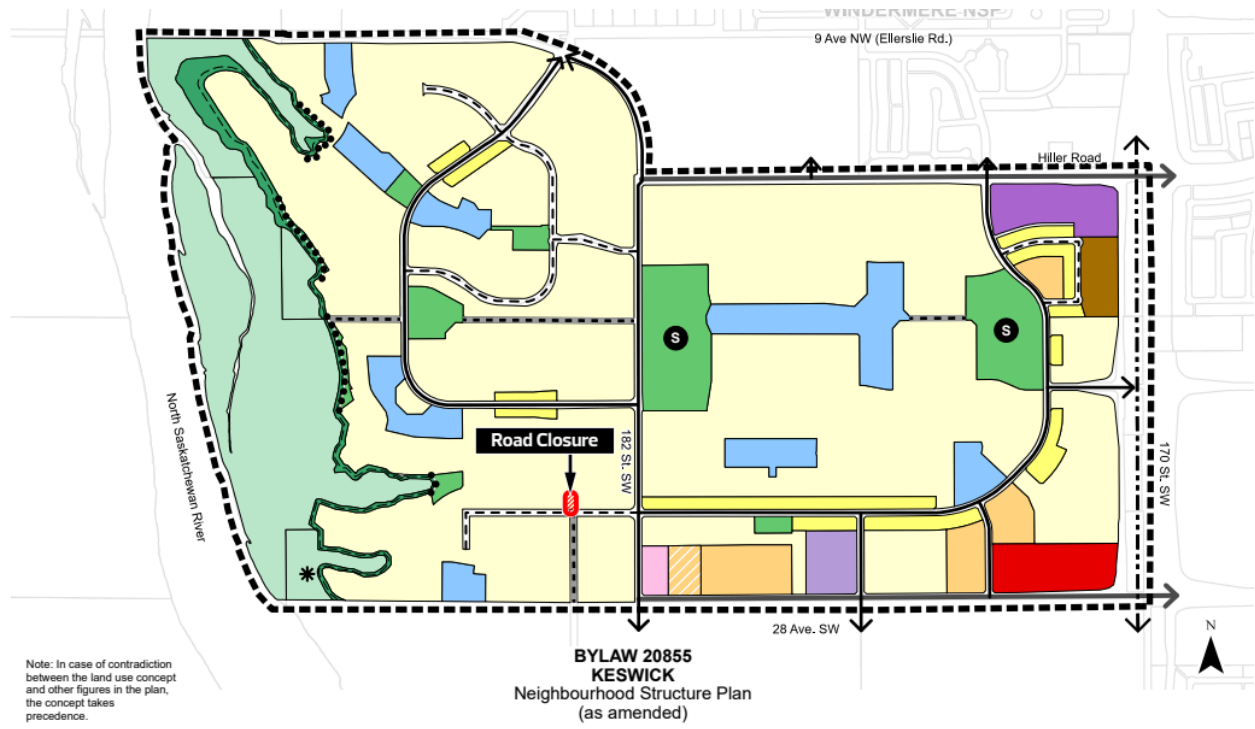 WINDERMERE NSP
9 Ave NW (Ellerslie Rd.)
Hiller Road
S
S
North Saskatchewan River
Road Closure
182 St. SW
170 St. SW
28 Ave. SW
N
BYLAW 20855
KESWICK
Neighbourhood Structure Plan
(as amended)
Note: In case of contradiction
between the land use concept
and other figures in the plan,
the concept takes
precedence.